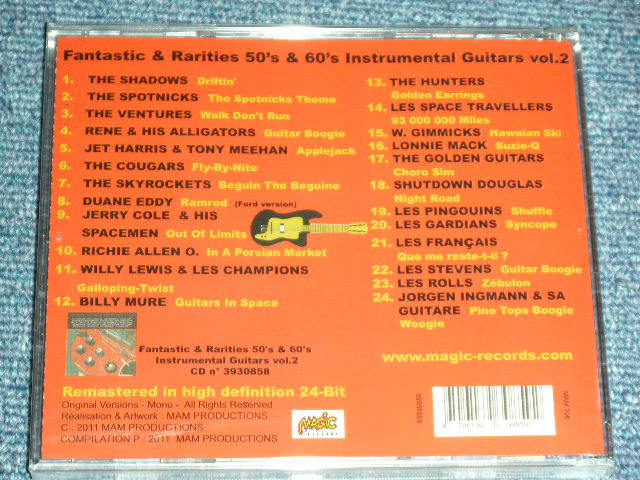 Fantastic & Rarities 50's & 60's Instrumental Guitars vol.2
1. THE SHADOWS Driftin'
2. THE SPOTNICKS The Spotnicks Theme
3. THE VENTURES Walk Don't Run
4. RENE & HIS ALLIGATORS Guitar Boogie
5. JET HARRIS & TONY MEEHAN Applejack
6. THE COUGARS Fly-By-Nite
7. THE SKYROCKETS Beguin The Beguine
8. DUANE EDDY Ramrod (Ford version)
9. JERRY COLE & HIS
SPACEMEN Out Of Limits
10. RICHIE ALLEN O. In A Porsian Market
11. WILLY LEWIS & LES CHAMPIONS
Galloping-Twist
12. BILLY MURE Guitars In Space
13. THE HUNTERS
Golden Earrings
14. LES SPACE TRAVELLERS
93 000 000 Miles
15. W. GIMMICKS Hawaian Ski
16. LONNIE MACK Suzie-Q
17. THE GOLDEN GUITARS
Choro Sim
18. SHUTDOWN DOUGLAS
Night Road
19. LES PINGOUINS Shuffle
20. LES GARDIANS Syncope
21. LES FRANÇAIS
Que me reste-t-il ?
22. LES STEVENS Guitar Boogie
23. LES ROLLS Zébulon
24. JORGEN INGMANN & SA
GUITARE Pine Tops Boogie
Woogie
Fantastic & Rarities 50's & 60's
Instrumental Guitars vol.2
CD n° 3930858
www.magic-records.com
Remastered in high definition 24-Bit
Original Versions - Mono - All Rights Reserved
Réalisation & Artwork : MAM PRODUCTIONS
C : 2011 MAM PRODUCTIONS
COMPILATION P : 2011 MAM PRODUCTIONS
MAGIC
RECORDS